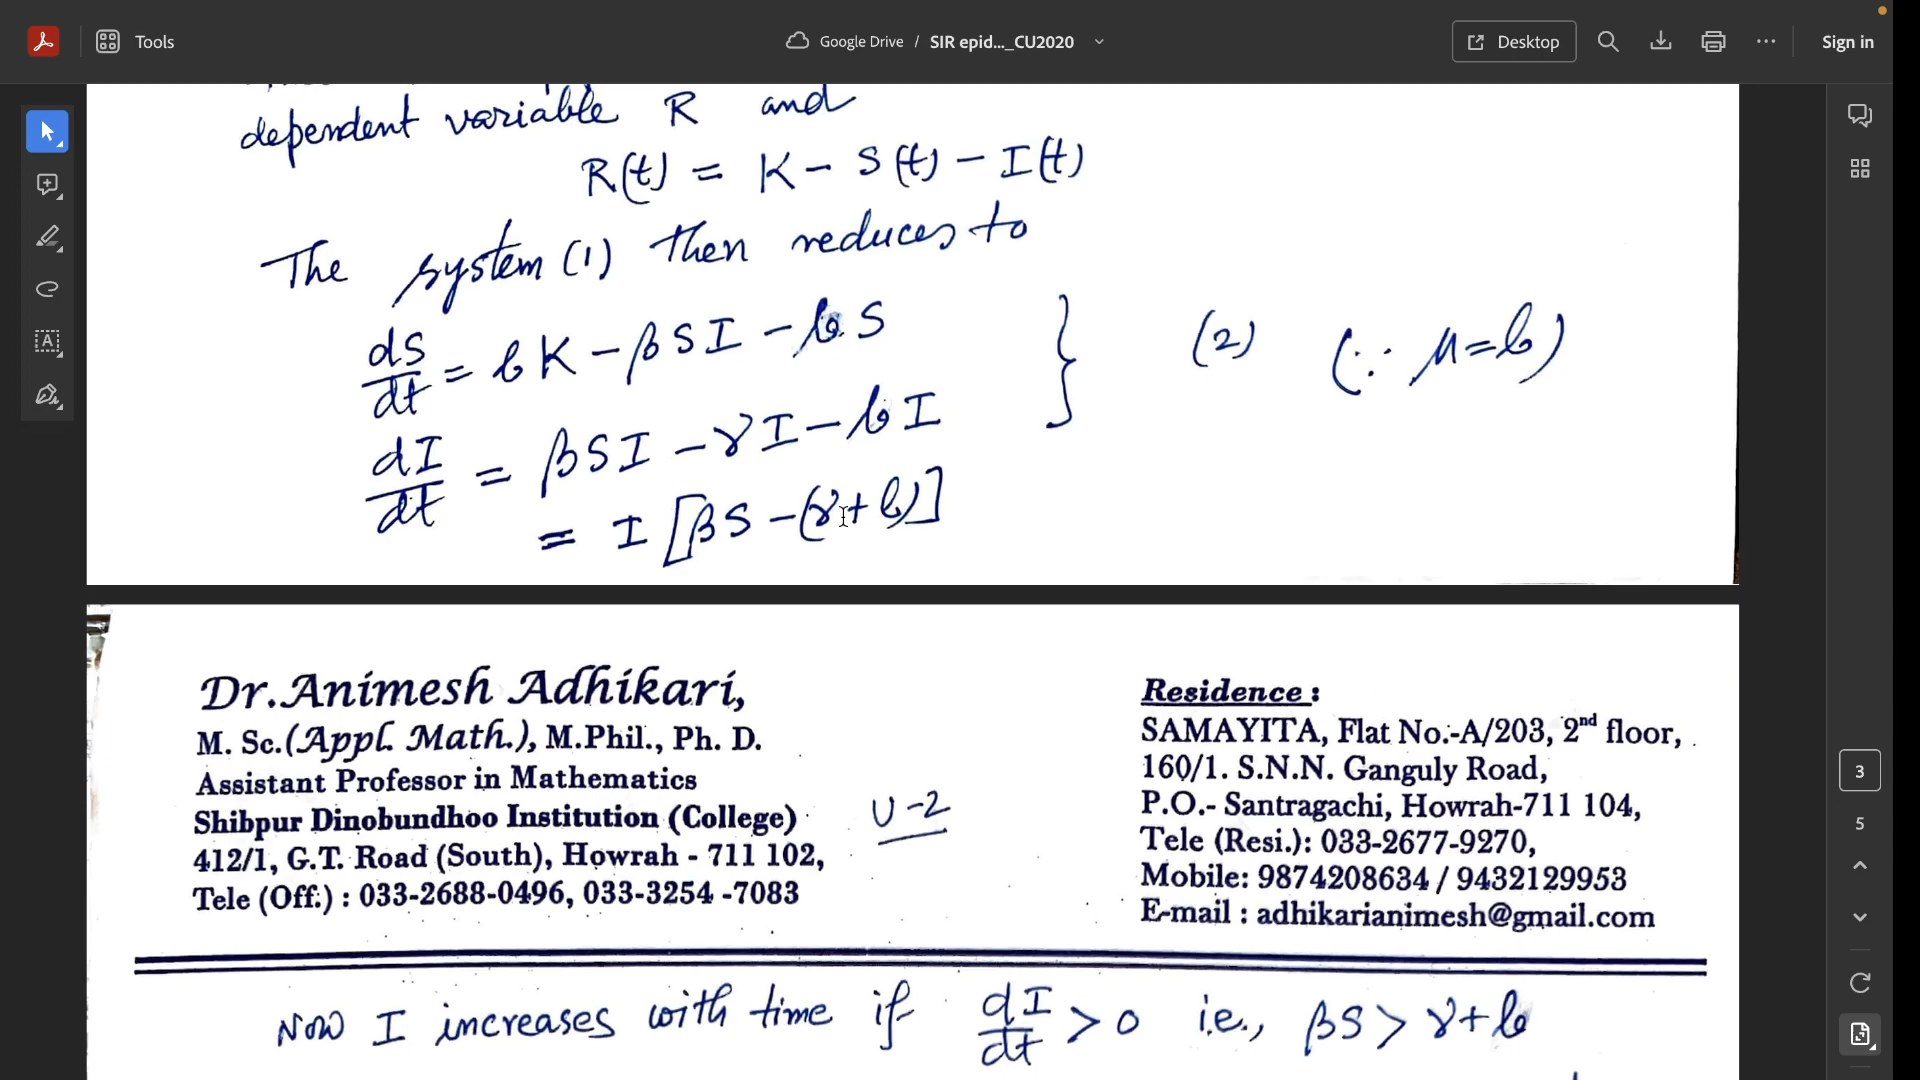 Tools
Google Drive / SIR epid..._CU2020
Desktop
Sign in
dependent variable R and
R(t) = K - S(t) - I(t)
The system (1) then reduces to
dS/dt = bK - βSI - bS
(2) (∵ μ=b)
dI/dt = βSI - γI - bI
= I [βS - (γ+b)]
Dr.Animesh Adhikari,
M. Sc.(Appl. Math.), M.Phil., Ph. D.
Assistant Professor in Mathematics
Shibpur Dinobundhoo Institution (College)
412/1, G.T. Road (South), Howrah - 711 102,
Tele (Off.) : 033-2688-0496, 033-3254 -7083
U-2
Residence :
SAMAYITA, Flat No.-A/203, 2nd floor,
160/1. S.N.N. Ganguly Road,
P.O.- Santragachi, Howrah-711 104,
Tele (Resi.): 033-2677-9270,
Mobile: 9874208634 / 9432129953
E-mail : adhikarianimesh@gmail.com
Now I increases with time if dI/dt > 0 i.e., βS > γ+b
3
5